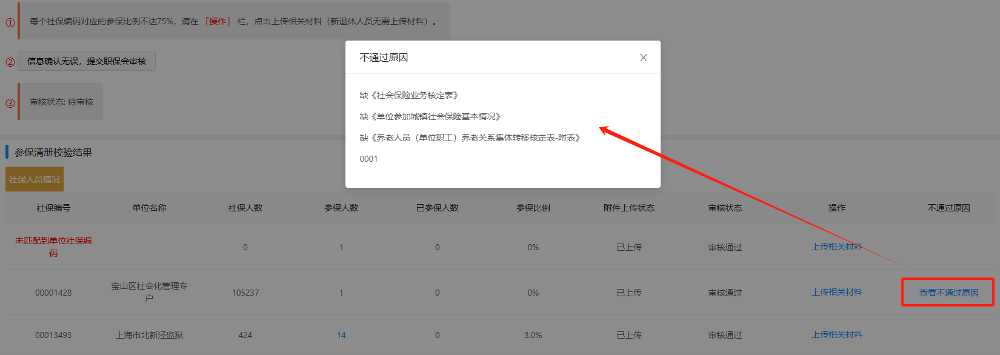 ① 每个社保编码对应的参保比例不达75%，请在 「操作」 栏，点击上传相关材料（新退休人员无需上传材料）。
不通过原因 X
② 信息确认无误，提交职保会审核
缺《社会保险业务核定表》
③ 审核状态: 待审核
缺《单位参加城镇社会保险基本情况》
缺《养老人员（单位职工）养老关系集体转移核定表-附表》
0001
参保清册校验结果
社保人员情况
社保编号 单位名称 社保人数 参保人数 已参保人数 参保比例 附件上传状态 审核状态 操作 不通过原因
未匹配到单位社保编
码 0 1 0 0% 已上传 审核通过 上传相关材料
00001428 宝山区社会化管理专
户 105237 1 0 0% 已上传 审核通过 上传相关材料 查看不通过原因
00013493 上海市北新泾监狱 424 14 0 3.0% 已上传 审核通过 上传相关材料